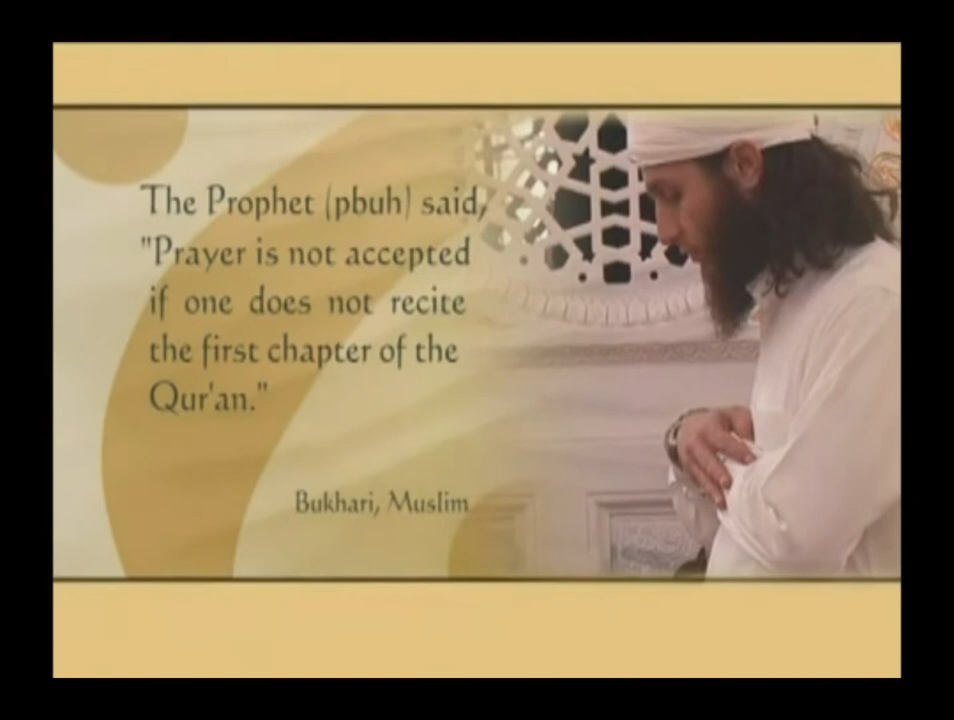 The Prophet (pbuh) said,
"Prayer is not accepted
if one does not recite
the first chapter of the
Qur'an."
Bukhari, Muslim